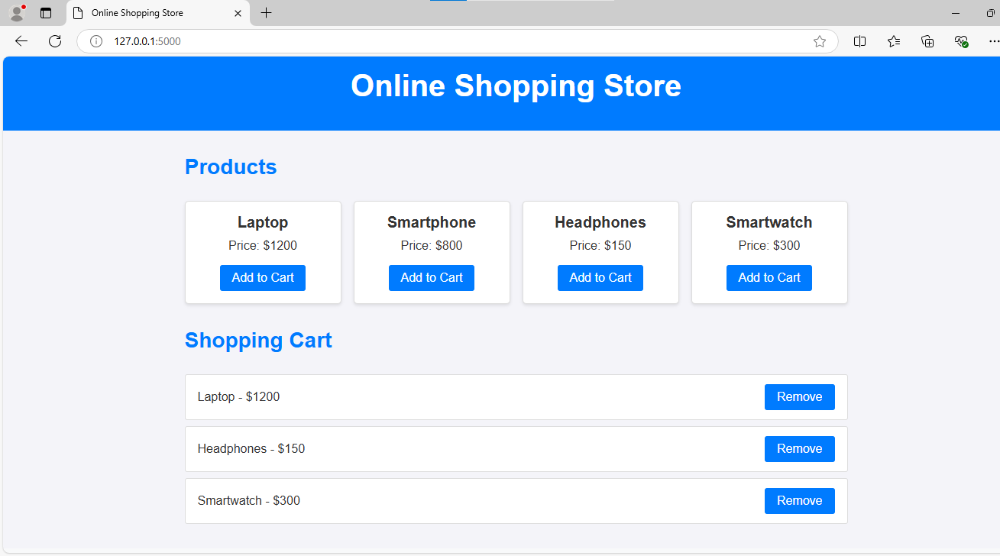 Online Shopping Store
127.0.0.1:5000
Online Shopping Store
Products
Laptop
Price: $1200
Add to Cart
Smartphone
Price: $800
Add to Cart
Headphones
Price: $150
Add to Cart
Smartwatch
Price: $300
Add to Cart
Shopping Cart
Laptop - $1200
Remove
Headphones - $150
Remove
Smartwatch - $300
Remove